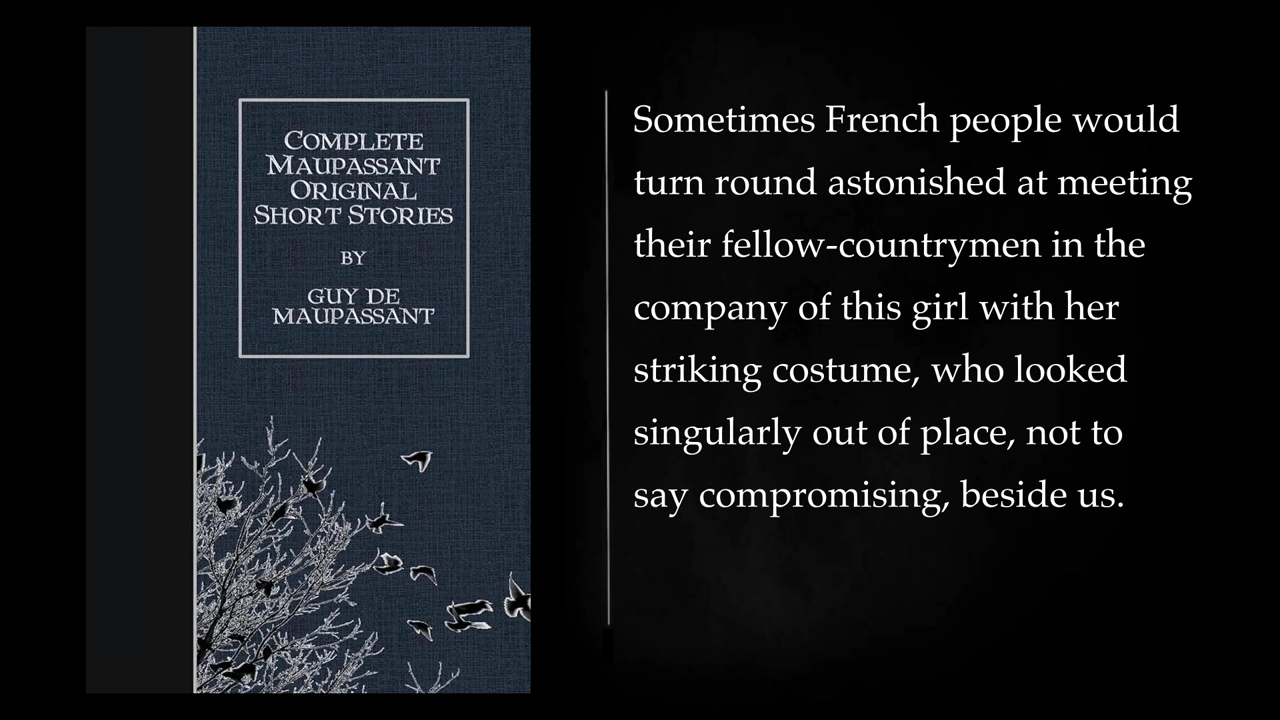 COMPLETE
MAUPASSANT
ORIGINAL
SHORT STORIES
BY
GUY DE
MAUPASSANT
Sometimes French people would
turn round astonished at meeting
their fellow-countrymen in the
company of this girl with her
striking costume, who looked
singularly out of place, not to
say compromising, beside us.